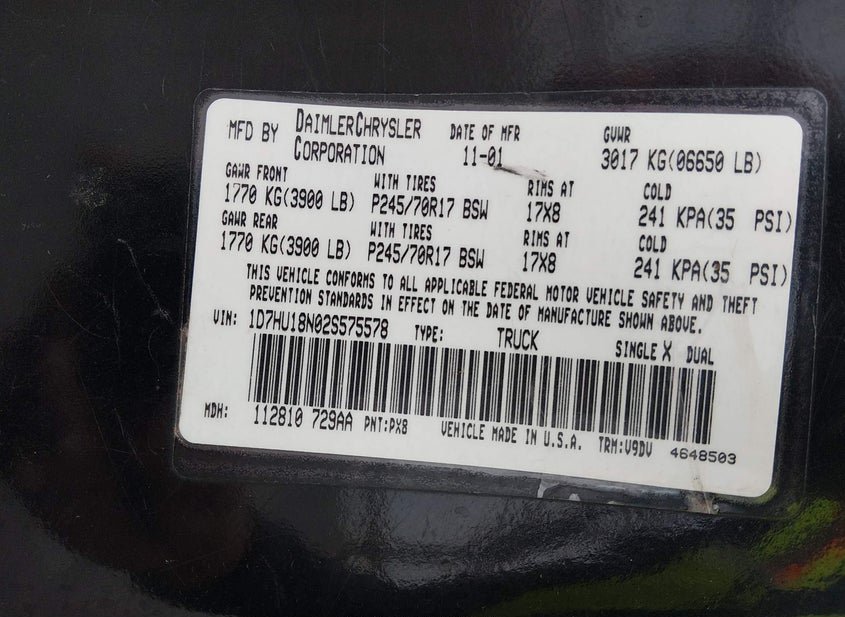 MFD BY DAIMLERCHRYSLER CORPORATION DATE OF MFR 11-01 GVWR 3017 KG(06650 LB)
GAWR FRONT WITH TIRES RIMS AT COLD
1770 KG(3900 LB) P245/70R17 BSW 17X8 241 KPA(35 PSI)
GAWR REAR WITH TIRES RIMS AT COLD
1770 KG(3900 LB) P245/70R17 BSW 17X8 241 KPA(35 PSI)
THIS VEHICLE CONFORMS TO ALL APPLICABLE FEDERAL MOTOR VEHICLE SAFETY AND THEFT
PREVENTION STANDARDS IN EFFECT ON THE DATE OF MANUFACTURE SHOWN ABOVE.
VIN: 1D7HU18N02S575578 TYPE: TRUCK SINGLE X DUAL
MDH: 112810 729AA PNT:PX8 VEHICLE MADE IN U.S.A. TRM:V9DV 4648503